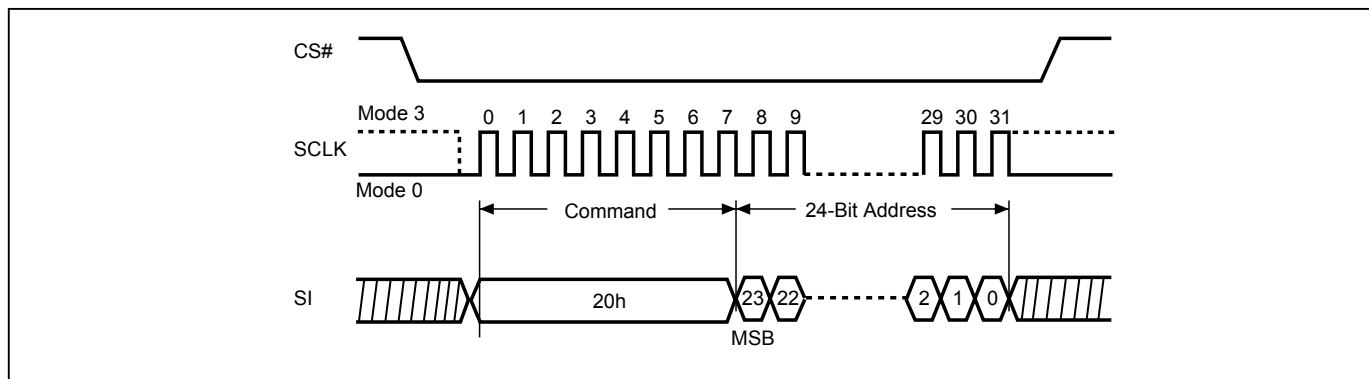 CS#
Mode 3
0 1 2 3 4 5 6 7 8 9 29 30 31
SCLK
Mode 0
Command 24-Bit Address
SI 20h 23 22 2 1 0
MSB